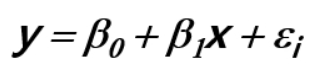 y = β₀ + β₁x + εᵢ